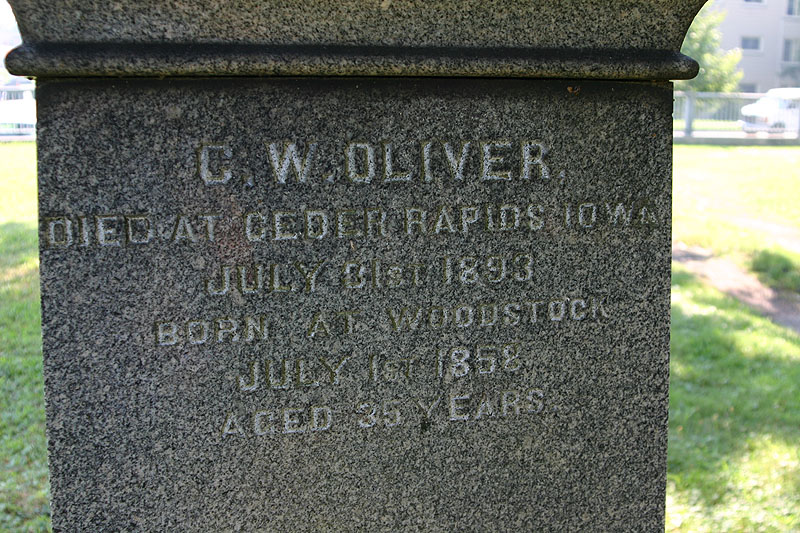 C. W. OLIVER.
DIED AT CEDER RAPIDS IOWA
JULY 31ST 1893
BORN AT WOODSTOCK
JULY 1ST 1858
AGED 35 YEARS